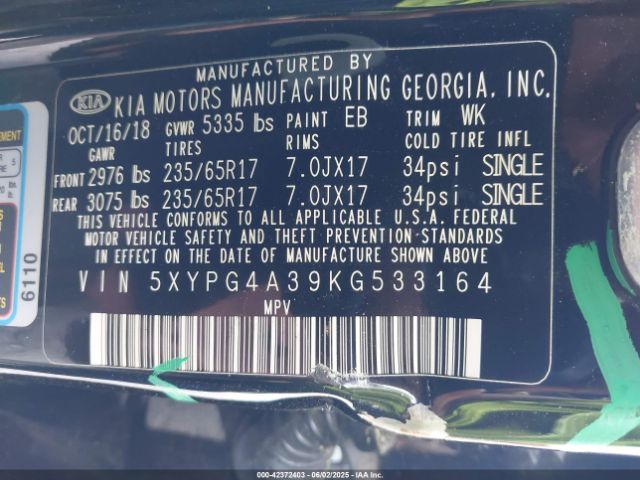 MANUFACTURED BY
KIA KIA MOTORS MANUFACTURING GEORGIA, INC.
OCT/16/18 GVWR 5335 lbs PAINT EB TRIM WK
GAWR TIRES RIMS COLD TIRE INFL
FRONT 2976 lbs 235/65R17 7.0JX17 34psi SINGLE
REAR 3075 lbs 235/65R17 7.0JX17 34psi SINGLE
THIS VEHICLE CONFORMS TO ALL APPLICABLE U.S.A. FEDERAL
MOTOR VEHICLE SAFETY AND THEFT PREVENTION STANDARDS
IN EFFECT ON THE DATE OF MANUFACTURE SHOWN ABOVE
VIN 5XYPG4A39KG533164
MPV
6110
000-42372403 - 06/02/2025 - IAA Inc.